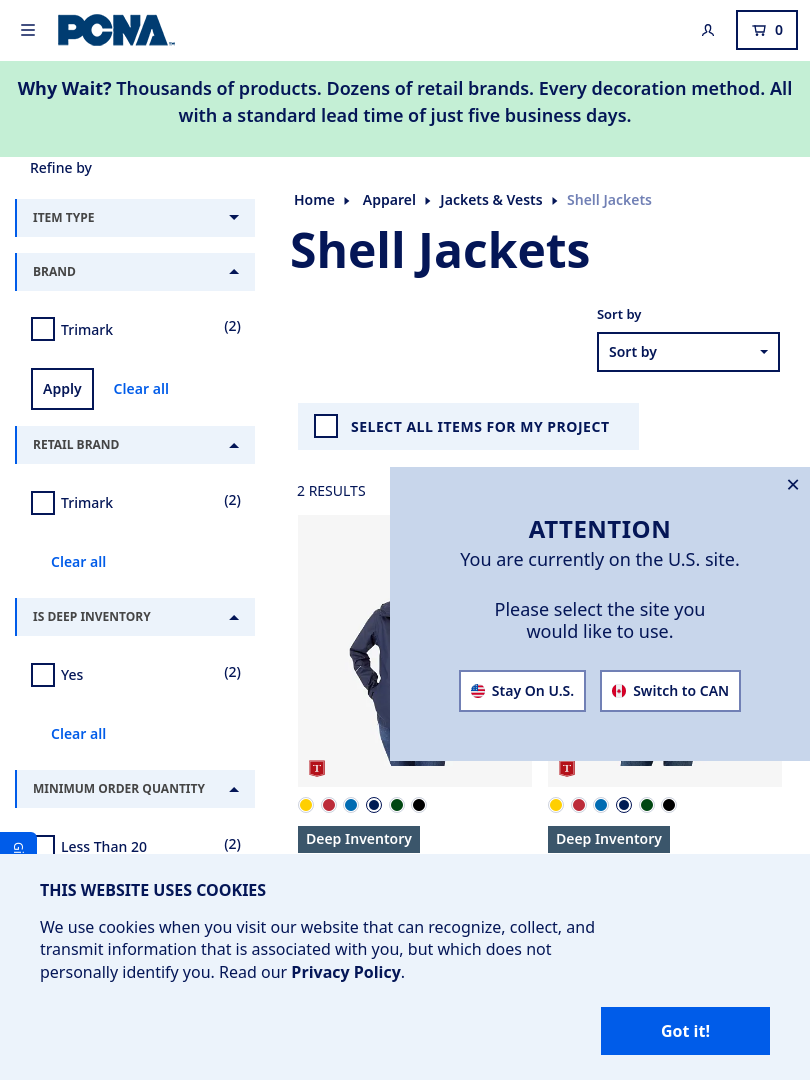 PCNA
0
Why Wait? Thousands of products. Dozens of retail brands. Every decoration method. All
with a standard lead time of just five business days.
Refine by
ITEM TYPE
BRAND
Trimark
(2)
Apply
Clear all
RETAIL BRAND
Trimark
(2)
Clear all
IS DEEP INVENTORY
Yes
(2)
Clear all
MINIMUM ORDER QUANTITY
Less Than 20
(2)
Home
Apparel
Jackets & Vests
Shell Jackets
Shell Jackets
Sort by
Sort by
SELECT ALL ITEMS FOR MY PROJECT
2 RESULTS
ATTENTION
You are currently on the U.S. site.
Please select the site you
would like to use.
Stay On U.S.
Switch to CAN
T
T
Deep Inventory
Deep Inventory
THIS WEBSITE USES COOKIES
We use cookies when you visit our website that can recognize, collect, and
transmit information that is associated with you, but which does not
personally identify you. Read our Privacy Policy.
Got it!